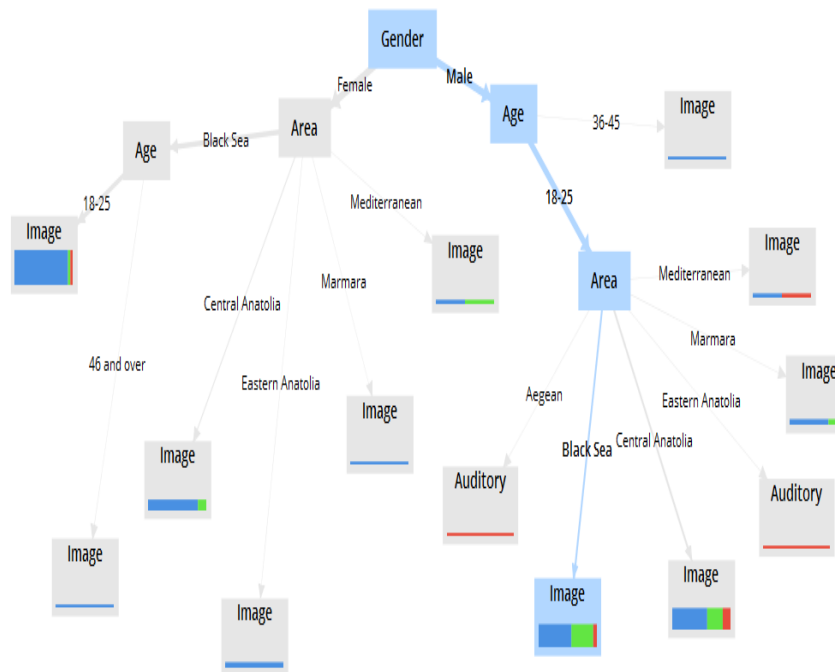 Gender
Female
Male
Age
36-45
Image
Area
Black Sea
Age
18-25
Image
18-25
Mediterranean
Image
Central Anatolia
Marmara
Eastern Anatolia
46 and over
Image
Image
Image
Image
Area
Mediterranean
Image
Marmara
Image
Aegean
Eastern Anatolia
Black Sea
Central Anatolia
Auditory
Auditory
Image
Image